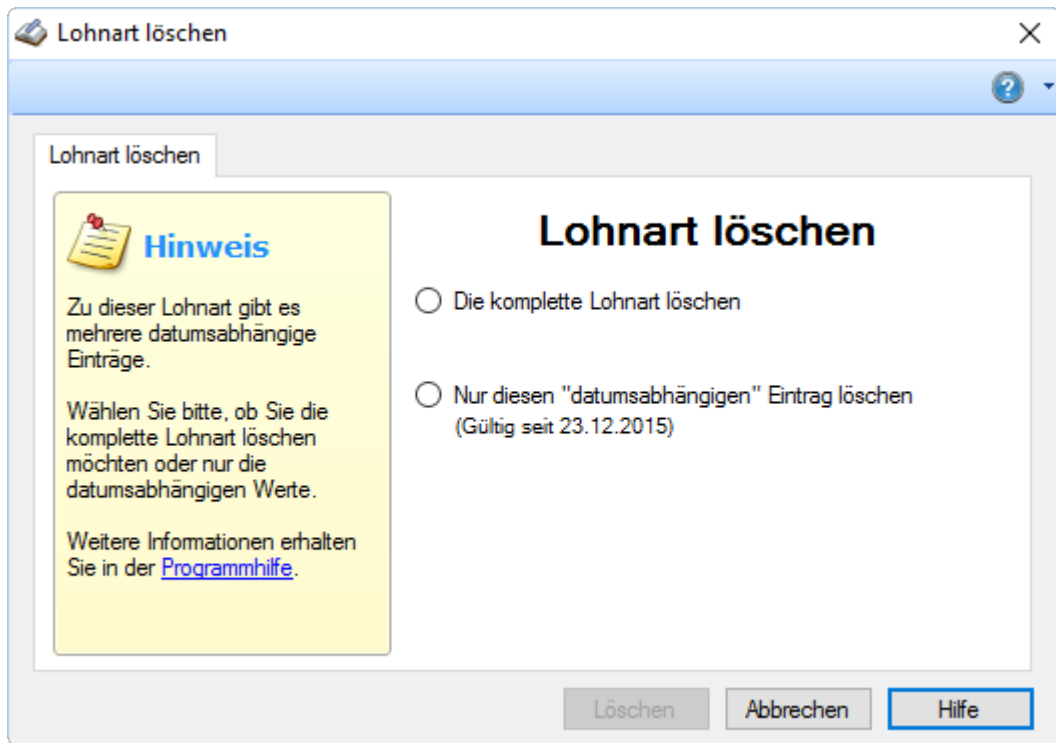 Lohnart löschen
Lohnart löschen
Hinweis
Zu dieser Lohnart gibt es
mehrere datumsabhängige
Einträge.
Wählen Sie bitte, ob Sie die
komplette Lohnart löschen
möchten oder nur die
datumsabhängigen Werte.
Weitere Informationen erhalten
Sie in der Programmhilfe.
Lohnart löschen
Die komplette Lohnart löschen
Nur diesen "datumsabhängigen" Eintrag löschen
(Gültig seit 23.12.2015)
Löschen
Abbrechen
Hilfe